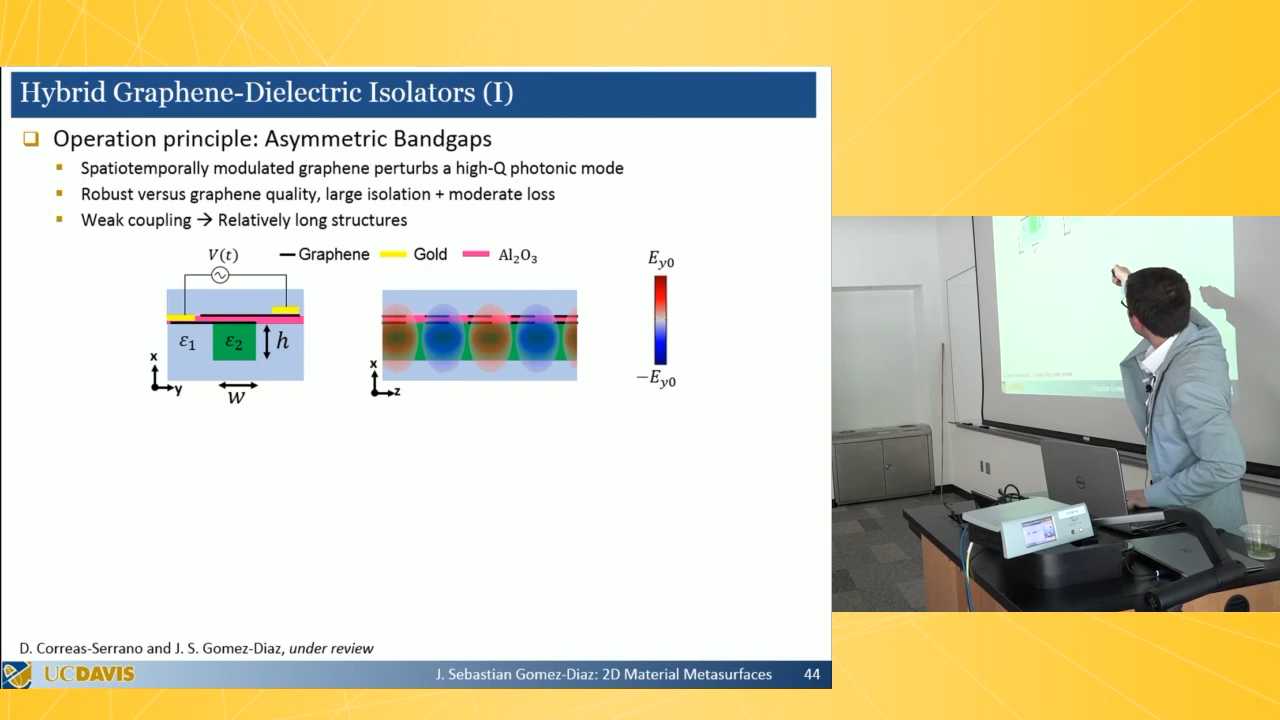 Hybrid Graphene-Dielectric Isolators (I)
Operation principle: Asymmetric Bandgaps
Spatiotemporally modulated graphene perturbs a high-Q photonic mode
Robust versus graphene quality, large isolation + moderate loss
Weak coupling → Relatively long structures
V(t)
Graphene
Gold
Al₂O₃
E_y0
ε₁
ε₂
h
x
y
w
x
z
−E_y0
D. Correas-Serrano and J. S. Gomez-Diaz, under review
UCDAVIS
J. Sebastian Gomez-Diaz: 2D Material Metasurfaces
44